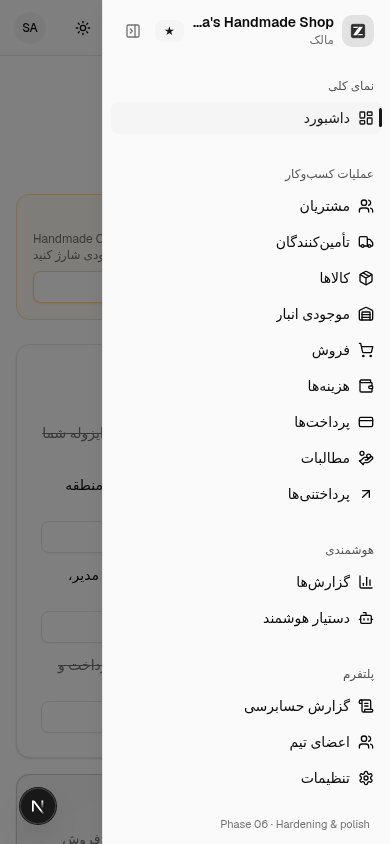 SA
...a's Handmade Shop
مالک
نمای کلی
داشبورد
عملیات کسب‌وکار
مشتریان
تأمین‌کنندگان
کالاها
موجودی انبار
فروش
هزینه‌ها
پرداخت‌ها
مطالبات
پرداختنی‌ها
هوشمندی
گزارش‌ها
دستیار هوشمند
پلتفرم
گزارش حسابرسی
اعضای تیم
تنظیمات
Phase 06 · Hardening & polish
Handmade
ودی شارژ کنید
ایزوله شما
منطقه
مدیر،
رداخت و
فروش
N